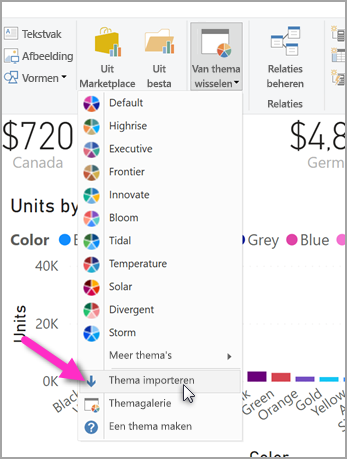 Tekstvak
Afbeelding
Vormen
Uit Marketplace
Uit besta
Van thema wisselen
Relaties beheren
Relaties
$720
Canada
$4,8
Germ
Default
Highrise
Executive
Frontier
Innovate
Bloom
Tidal
Temperature
Solar
Divergent
Storm
Meer thema's
Thema importeren
Themagalerie
Een thema maken
Units by
Color
Grey
Blue
40K
20K
0K
Units
Green
Orange
Gold
Yellow
Color